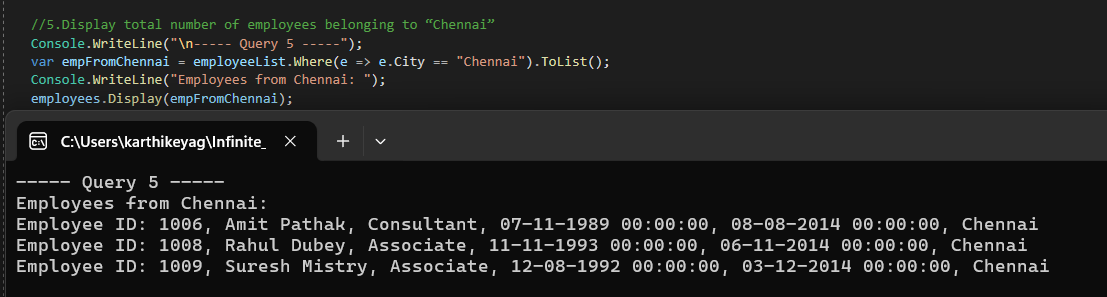 //5.Display total number of employees belonging to “Chennai”
Console.WriteLine("\n----- Query 5 -----");
var empFromChennai = employeeList.Where(e => e.City == "Chennai").ToList();
Console.WriteLine("Employees from Chennai: ");
employees.Display(empFromChennai);
C:\Users\karthikeyag\Infinite_
----- Query 5 -----
Employees from Chennai:
Employee ID: 1006, Amit Pathak, Consultant, 07-11-1989 00:00:00, 08-08-2014 00:00:00, Chennai
Employee ID: 1008, Rahul Dubey, Associate, 11-11-1993 00:00:00, 06-11-2014 00:00:00, Chennai
Employee ID: 1009, Suresh Mistry, Associate, 12-08-1992 00:00:00, 03-12-2014 00:00:00, Chennai